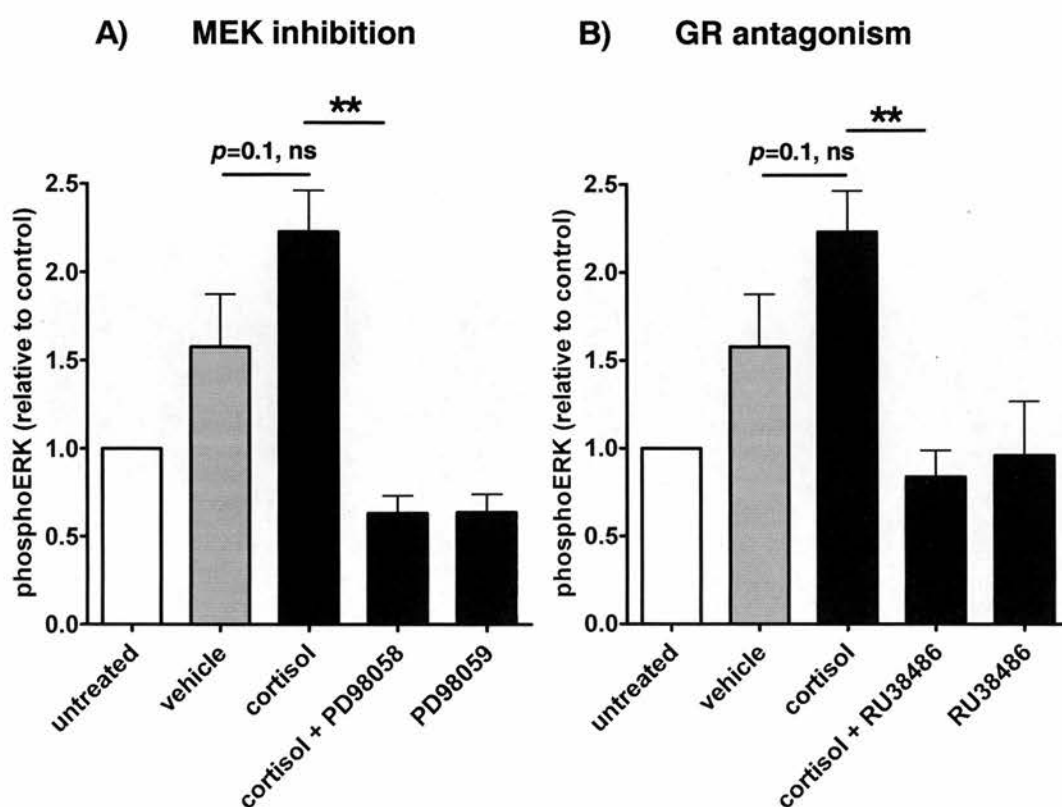 A) MEK inhibition
**
p=0.1, ns
phosphoERK (relative to control)
2.5
2.0
1.5
1.0
0.5
0.0
untreated
vehicle
cortisol
cortisol + PD98058
PD98059
B) GR antagonism
**
p=0.1, ns
phosphoERK (relative to control)
2.5
2.0
1.5
1.0
0.5
0.0
untreated
vehicle
cortisol
cortisol + RU38486
RU38486